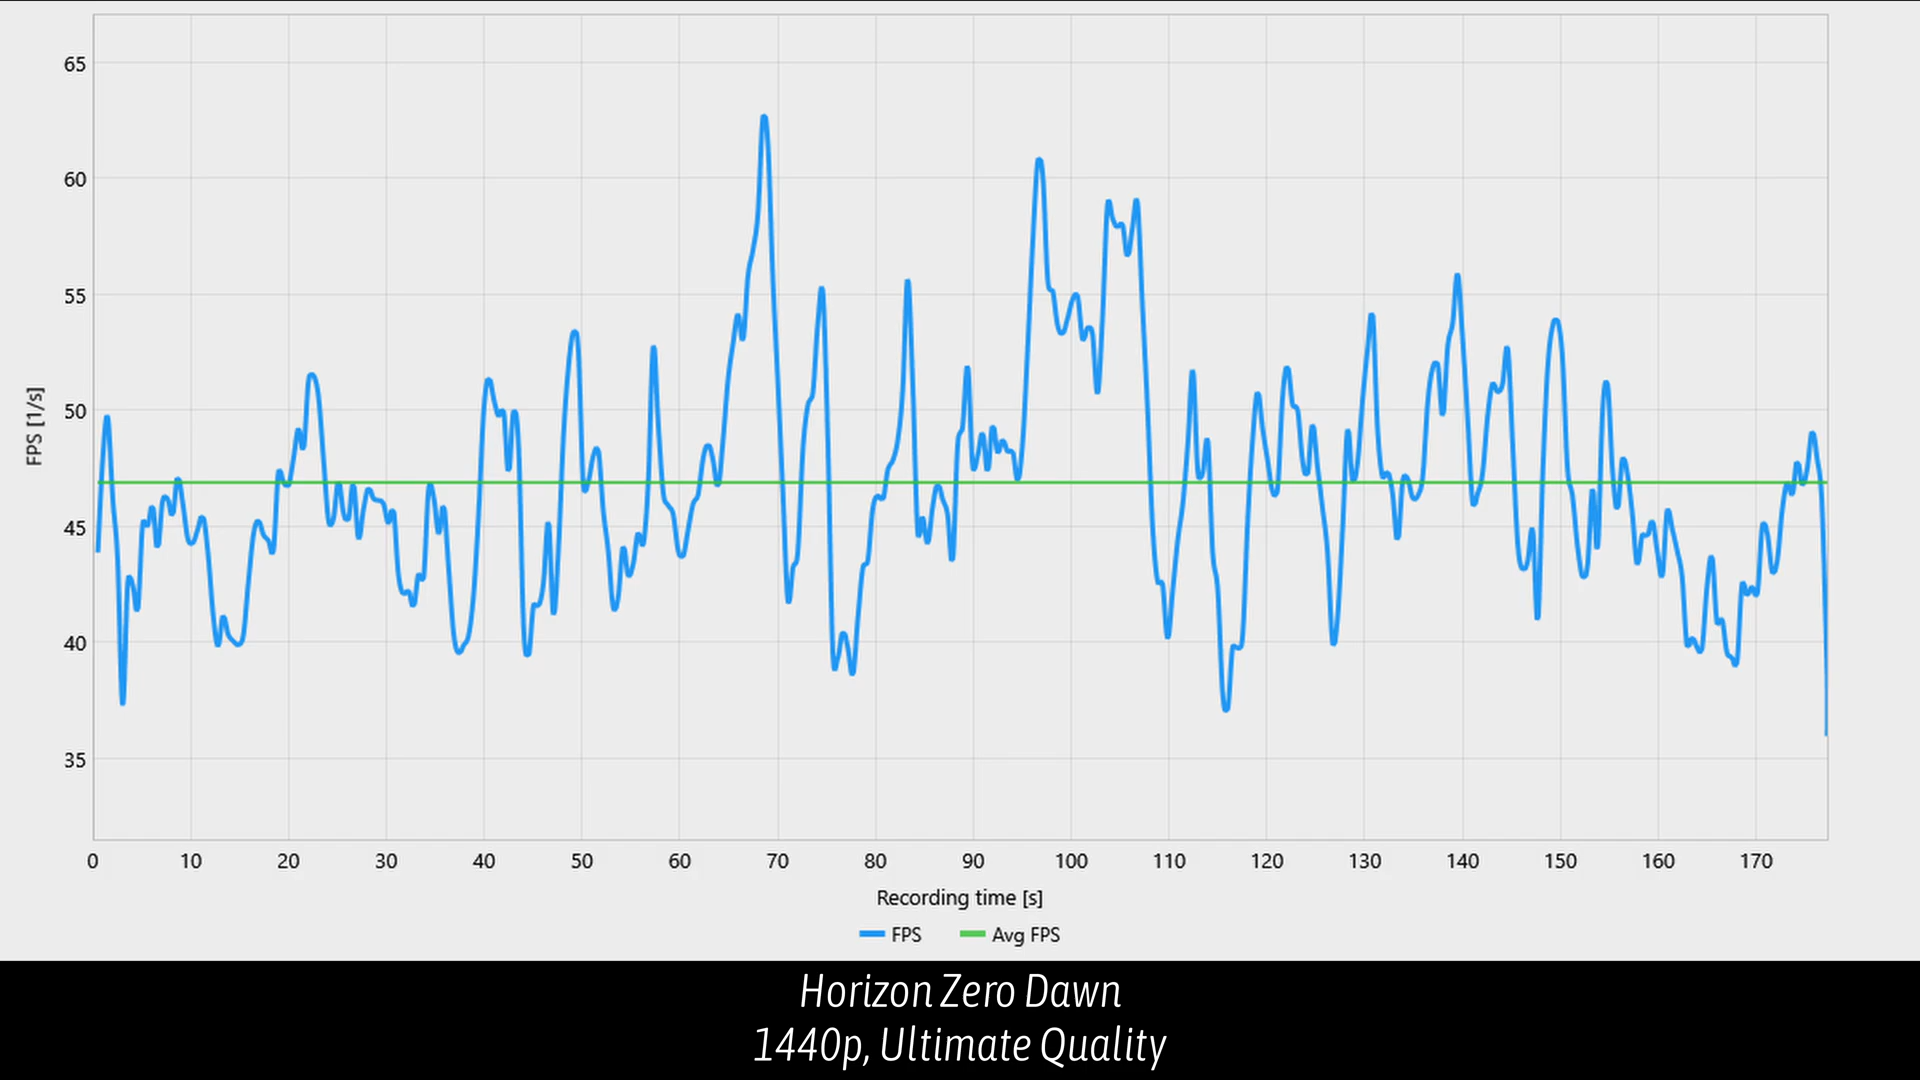 65
60
55
50
45
40
35
FPS [1/s]
0 10 20 30 40 50 60 70 80 90 100 110 120 130 140 150 160 170
Recording time [s]
FPS Avg FPS
Horizon Zero Dawn
1440p, Ultimate Quality